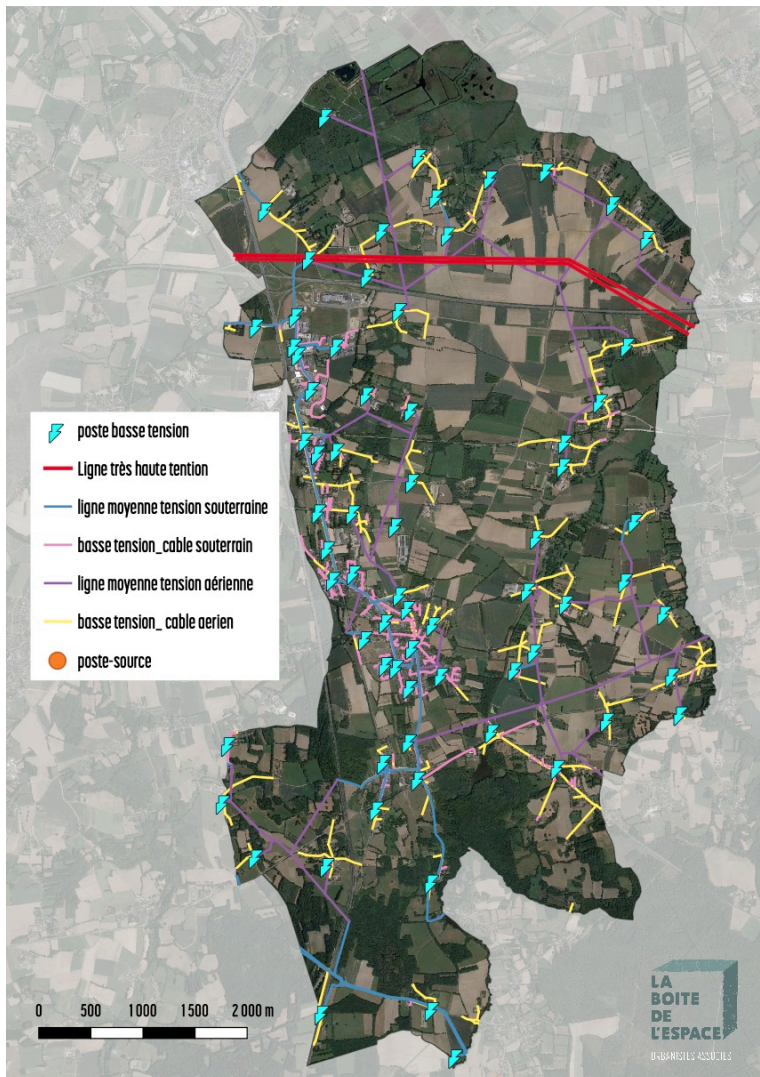 poste basse tension
Ligne très haute tention
ligne moyenne tension souterraine
basse tension_cable souterrain
ligne moyenne tension aérienne
basse tension_ cable aerien
poste-source
0 500 1000 1500 2 000 m
LA
BOITE
DE
L'ESPACE
URBANISTES ASSOCIÉS